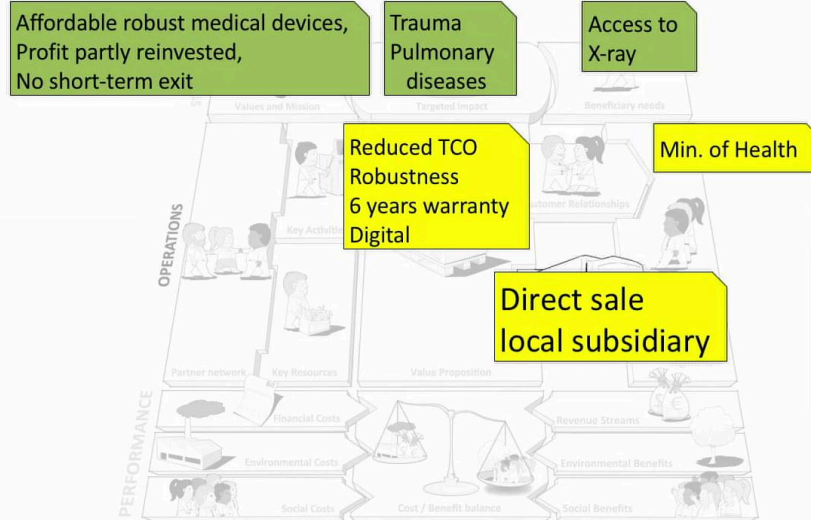 Affordable robust medical devices,
Profit partly reinvested,
No short-term exit
Trauma
Pulmonary
diseases
Access to
X-ray
Values and Mission
Targeted Impact
Beneficiary needs
Reduced TCO
Robustness
6 years warranty
Digital
Min. of Health
OPERATIONS
Key Activities
Customer Relationships
Direct sale
local subsidiary
Partner network
Key Resources
Value Proposition
PERFORMANCE
Financial Costs
Revenue Streams
Environmental Costs
Environmental Benefits
Social Costs
Cost / Benefit balance
Social Benefits